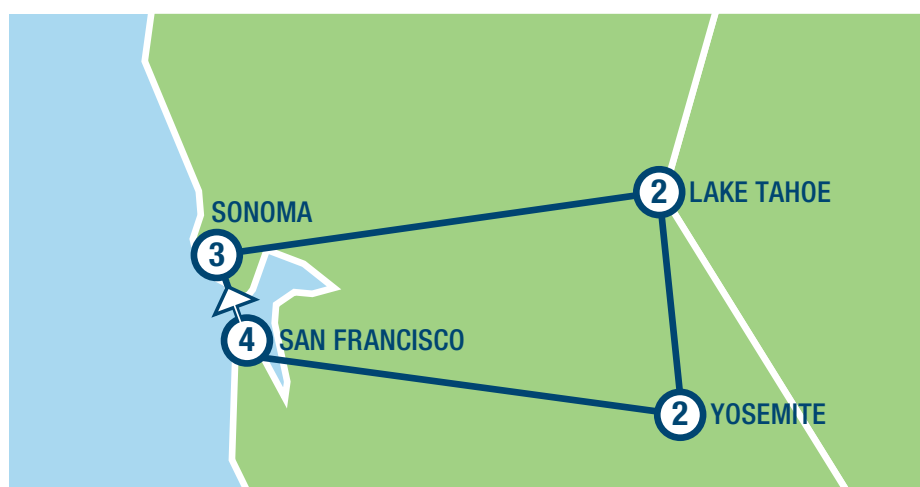 SONOMA
3
2 LAKE TAHOE
4 SAN FRANCISCO
2 YOSEMITE